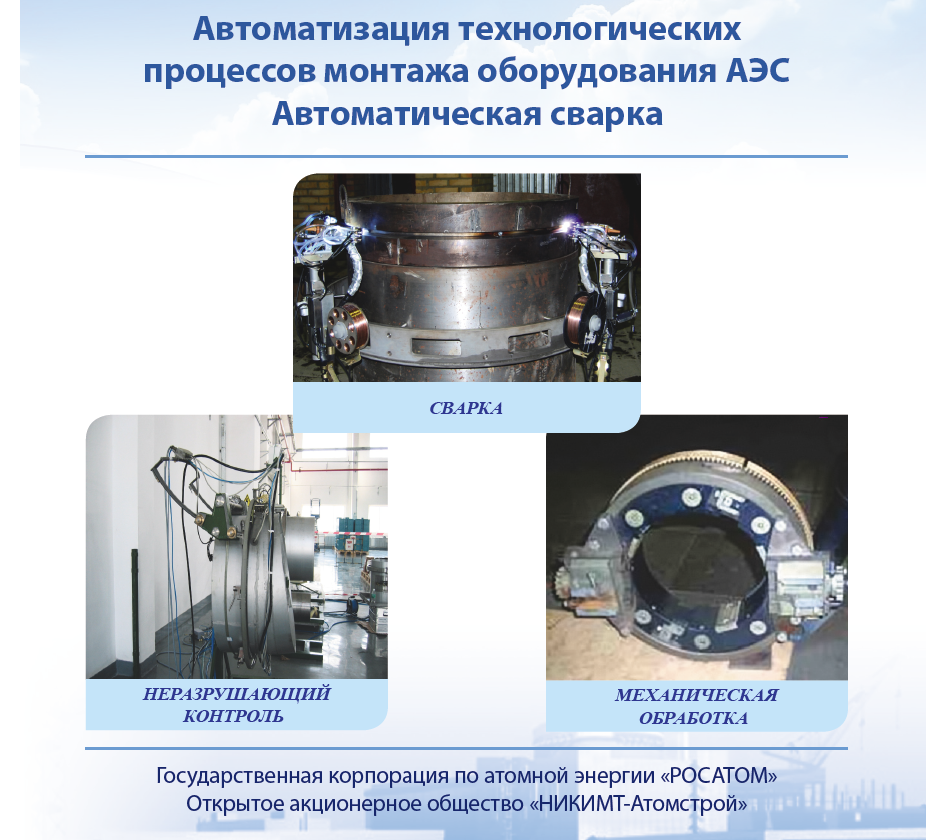 Автоматизация технологических
процессов монтажа оборудования АЭС
Автоматическая сварка
СВАРКА
НЕРАЗРУШАЮЩИЙ
КОНТРОЛЬ
МЕХАНИЧЕСКАЯ
ОБРАБОТКА
Государственная корпорация по атомной энергии «РОСАТОМ»
Открытое акционерное общество «НИКИМТ-Атомстрой»